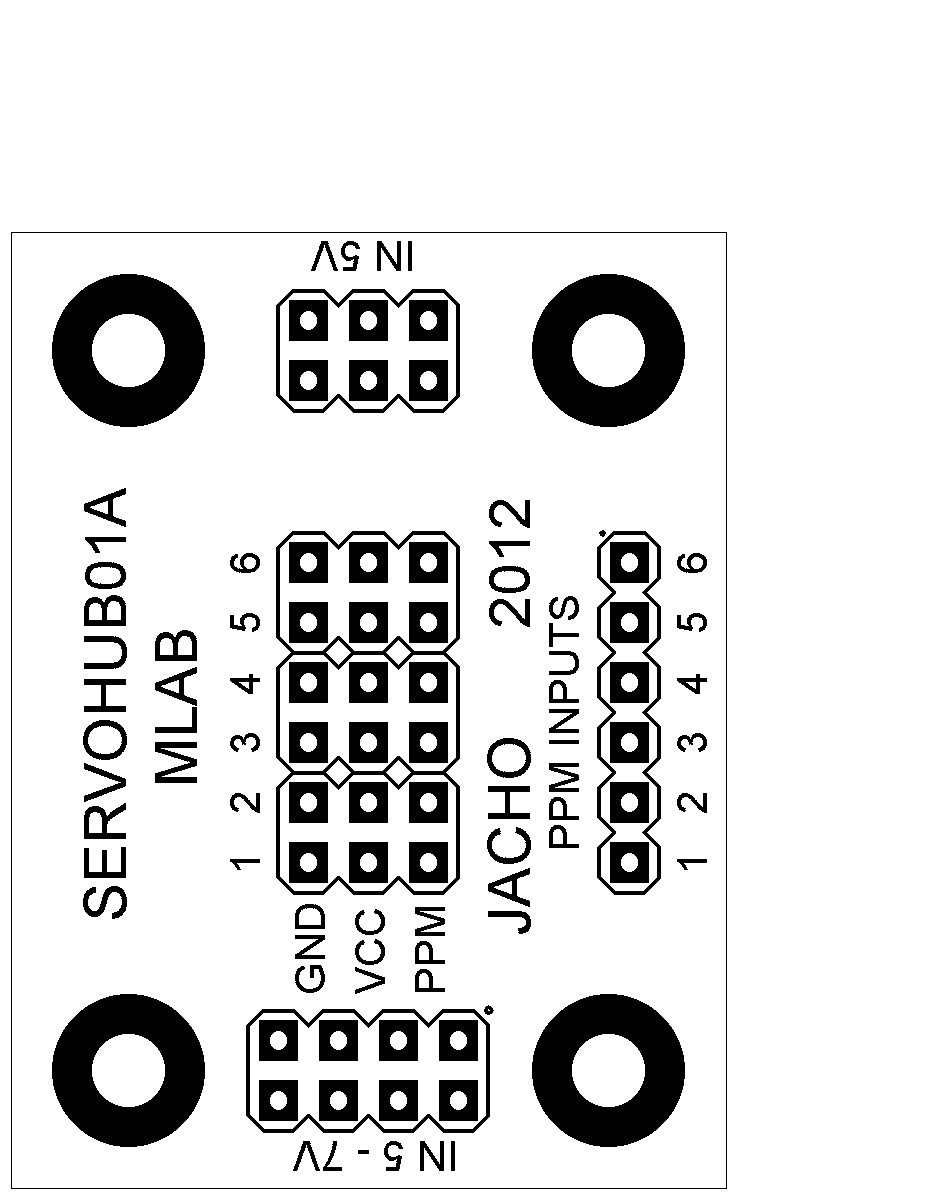 IN 5V
SERVOHUB01A
MLAB
1 2 3 4 5 6
GND
VCC
PPM
JACHO 2012
PPM INPUTS
1 2 3 4 5 6
IN 5 - 7V